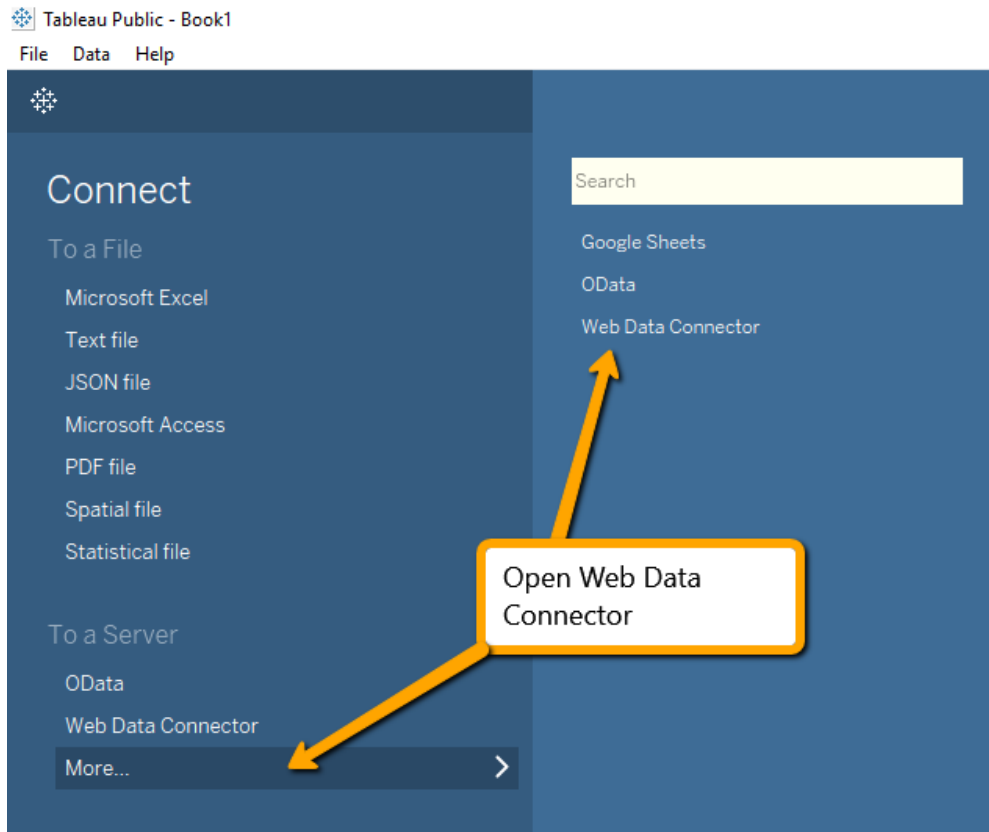 Tableau Public - Book1
File Data Help
Connect
To a File
Microsoft Excel
Text file
JSON file
Microsoft Access
PDF file
Spatial file
Statistical file
To a Server
OData
Web Data Connector
More...
Search
Google Sheets
OData
Web Data Connector
Open Web Data
Connector